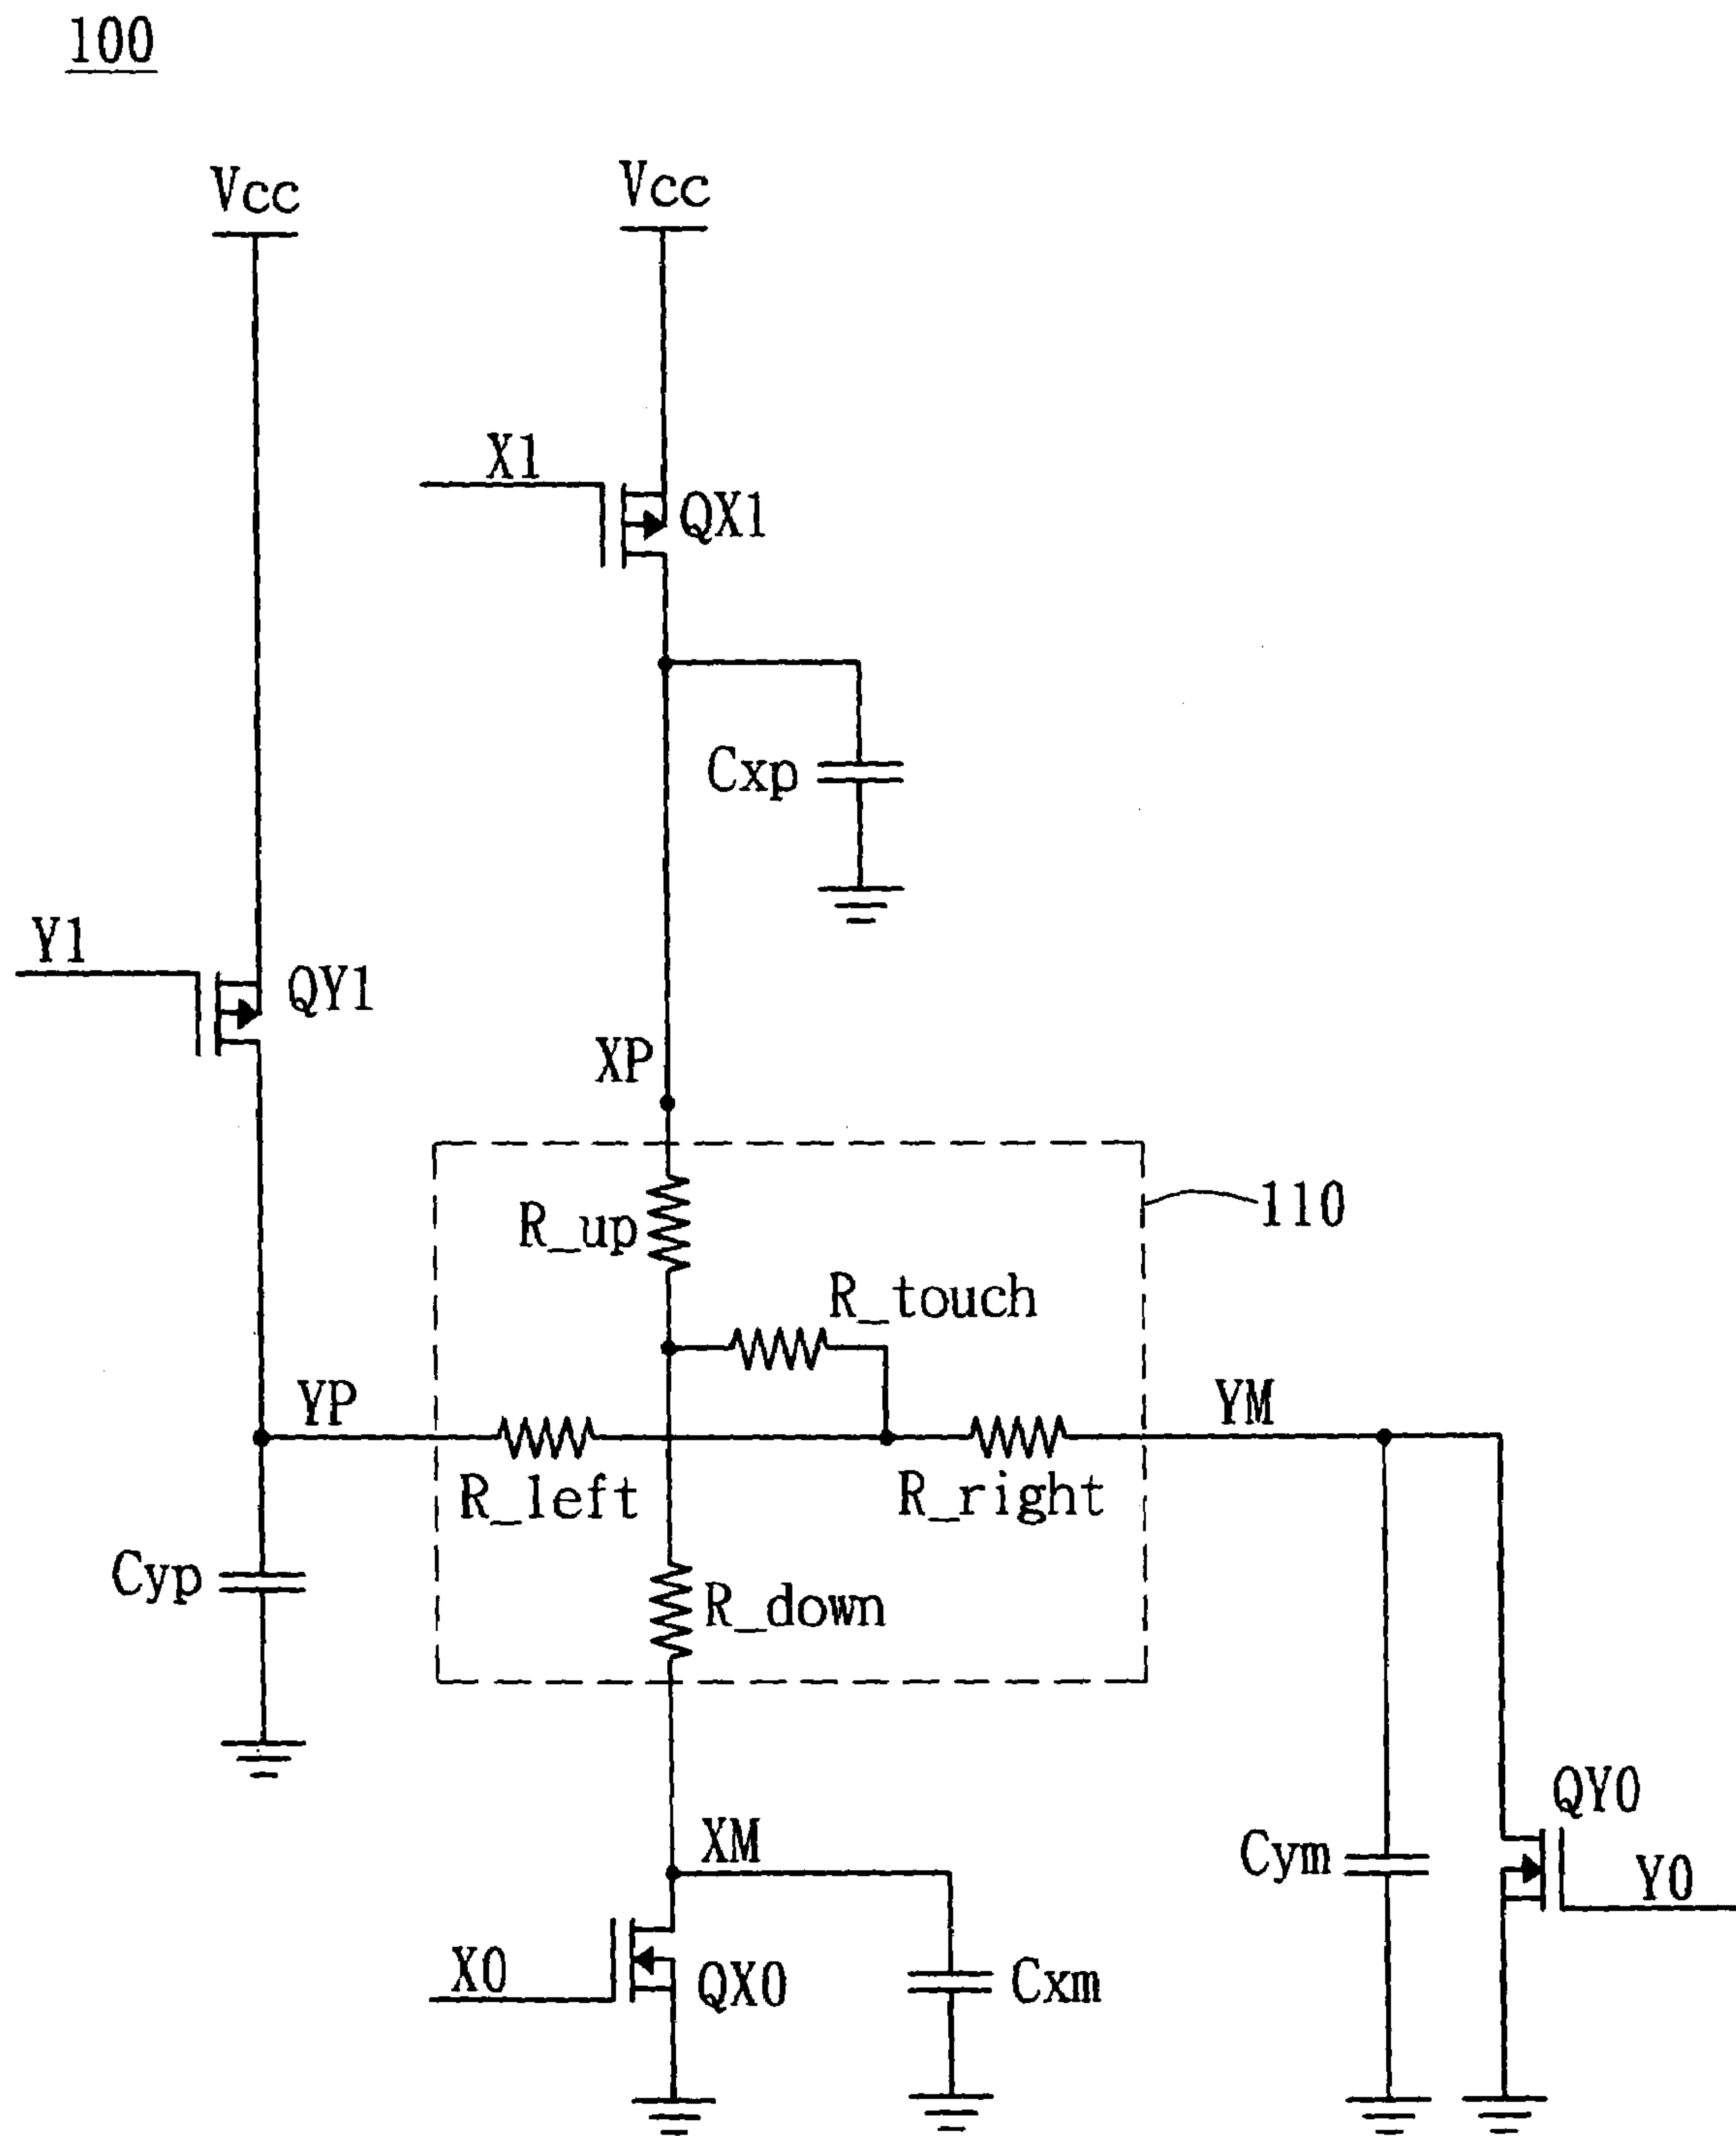 100
Vcc
Vcc
X1
QX1
Cxp
Y1
QY1
XP
110
R_up
R_touch
YP
YM
R_left
R_right
Cyp
R_down
QY0
XM
Cym
Y0
X0
QX0
Cxm